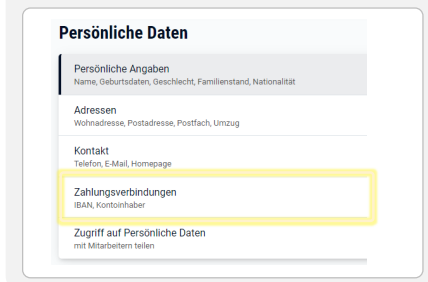 Persönliche Daten
Persönliche Angaben
Name, Geburtsdaten, Geschlecht, Familienstand, Nationalität
Adressen
Wohnadresse, Postadresse, Postfach, Umzug
Kontakt
Telefon, E-Mail, Homepage
Zahlungsverbindungen
IBAN, Kontoinhaber
Zugriff auf Persönliche Daten
mit Mitarbeitern teilen